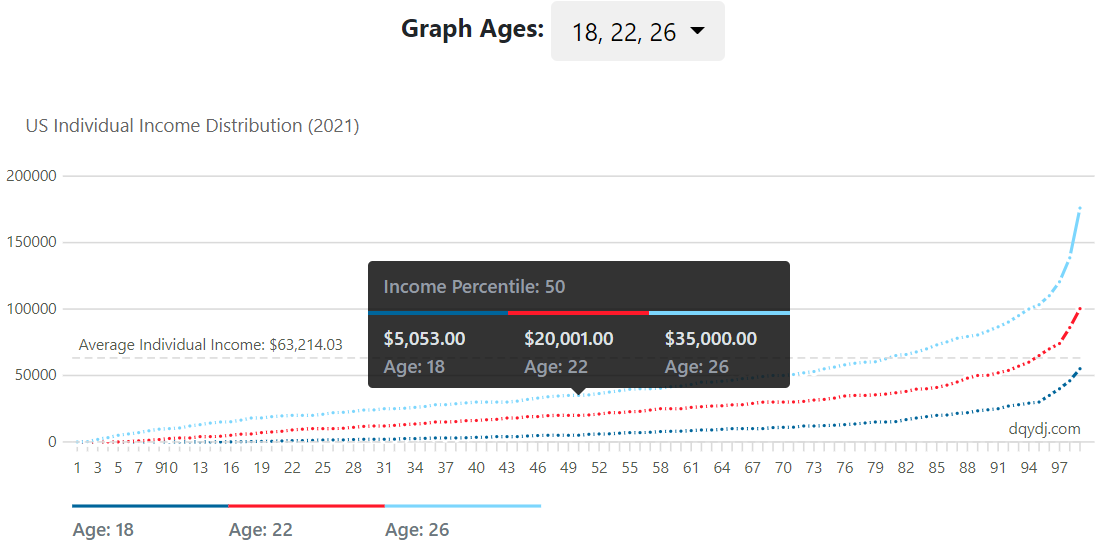 Graph Ages: 18, 22, 26
US Individual Income Distribution (2021)
200000
150000
100000
50000
0
Average Individual Income: $63,214.03
Income Percentile: 50
$5,053.00 $20,001.00 $35,000.00
Age: 18 Age: 22 Age: 26
dqydj.com
1 3 5 7 9 10 13 16 19 22 25 28 31 34 37 40 43 46 49 52 55 58 61 64 67 70 73 76 79 82 85 88 91 94 97
Age: 18 Age: 22 Age: 26